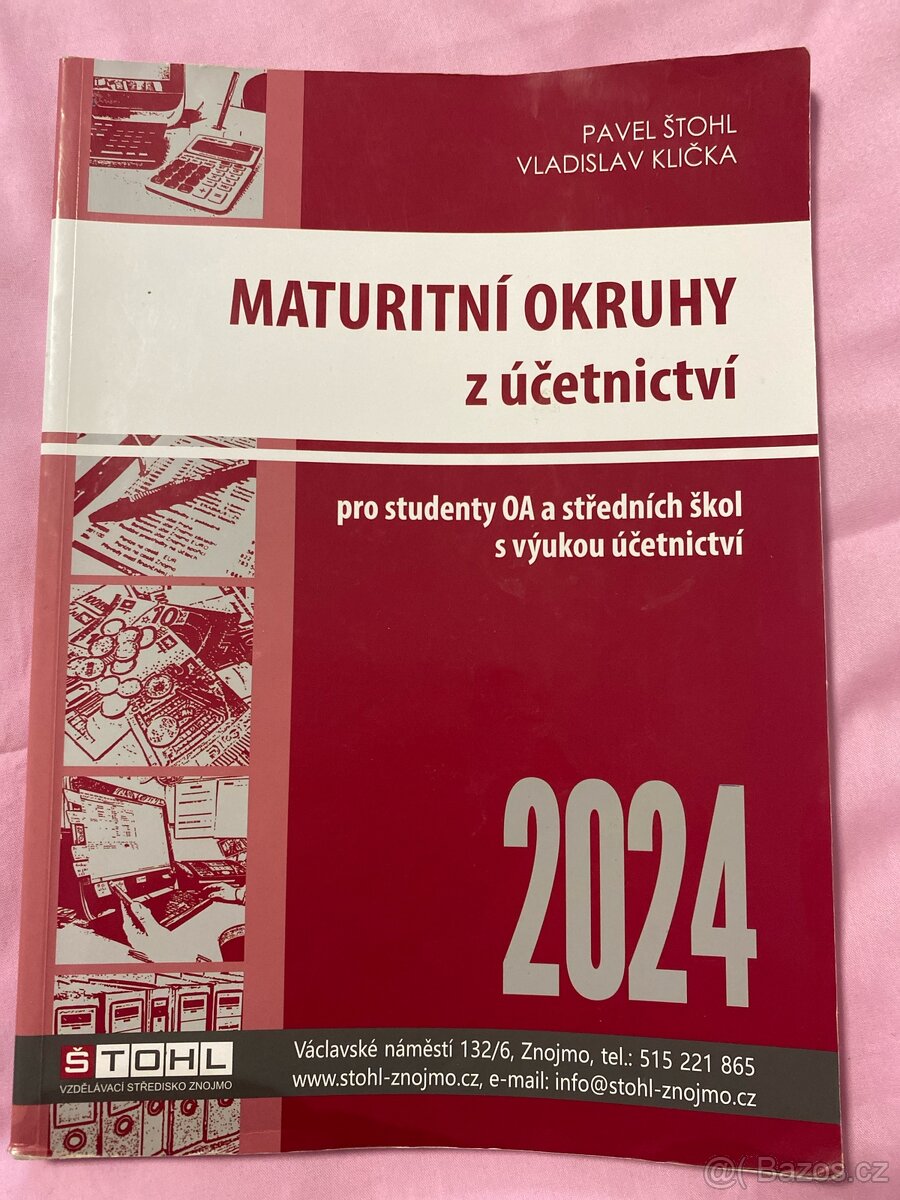 PAVEL ŠTOHL
VLADISLAV KLIČKA
MATURITNÍ OKRUHY
z účetnictví
pro studenty OA a středních škol
s výukou účetnictví
2024
ŠTOHL
VZDĚLÁVACÍ STŘEDISKO ZNOJMO
Václavské náměstí 132/6, Znojmo, tel.: 515 221 865
www.stohl-znojmo.cz, e-mail: info@stohl-znojmo.cz
@( Bazos.cz